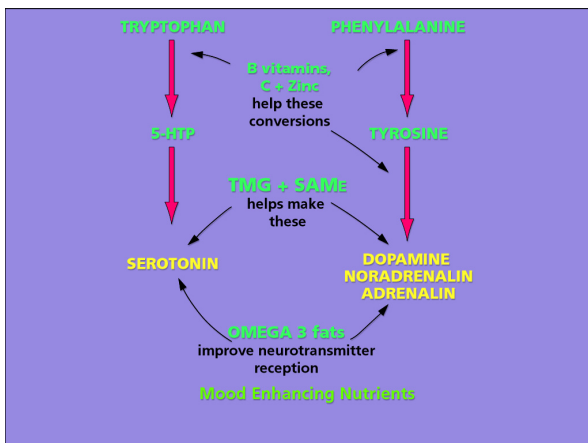 TRYPTOPHAN
PHENYLALANINE
B vitamins,
C + Zinc
help these
conversions
5-HTP
TYROSINE
TMG + SAME
helps make
these
SEROTONIN
DOPAMINE
NORADRENALIN
ADRENALIN
OMEGA 3 fats
improve neurotransmitter
reception
Mood Enhancing Nutrients